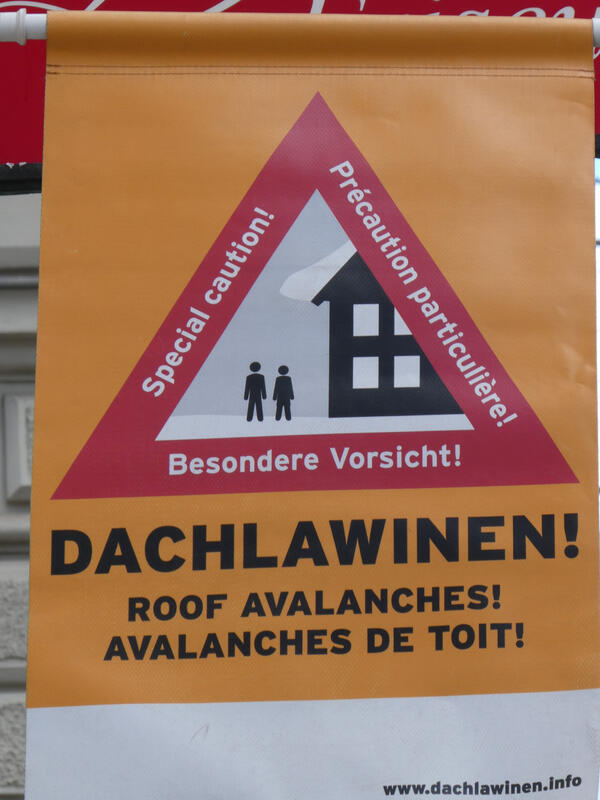 Special caution!
Précaution particulière!
Besondere Vorsicht!
DACHLAWINEN!
ROOF AVALANCHES!
AVALANCHES DE TOIT!
www.dachlawinen.info